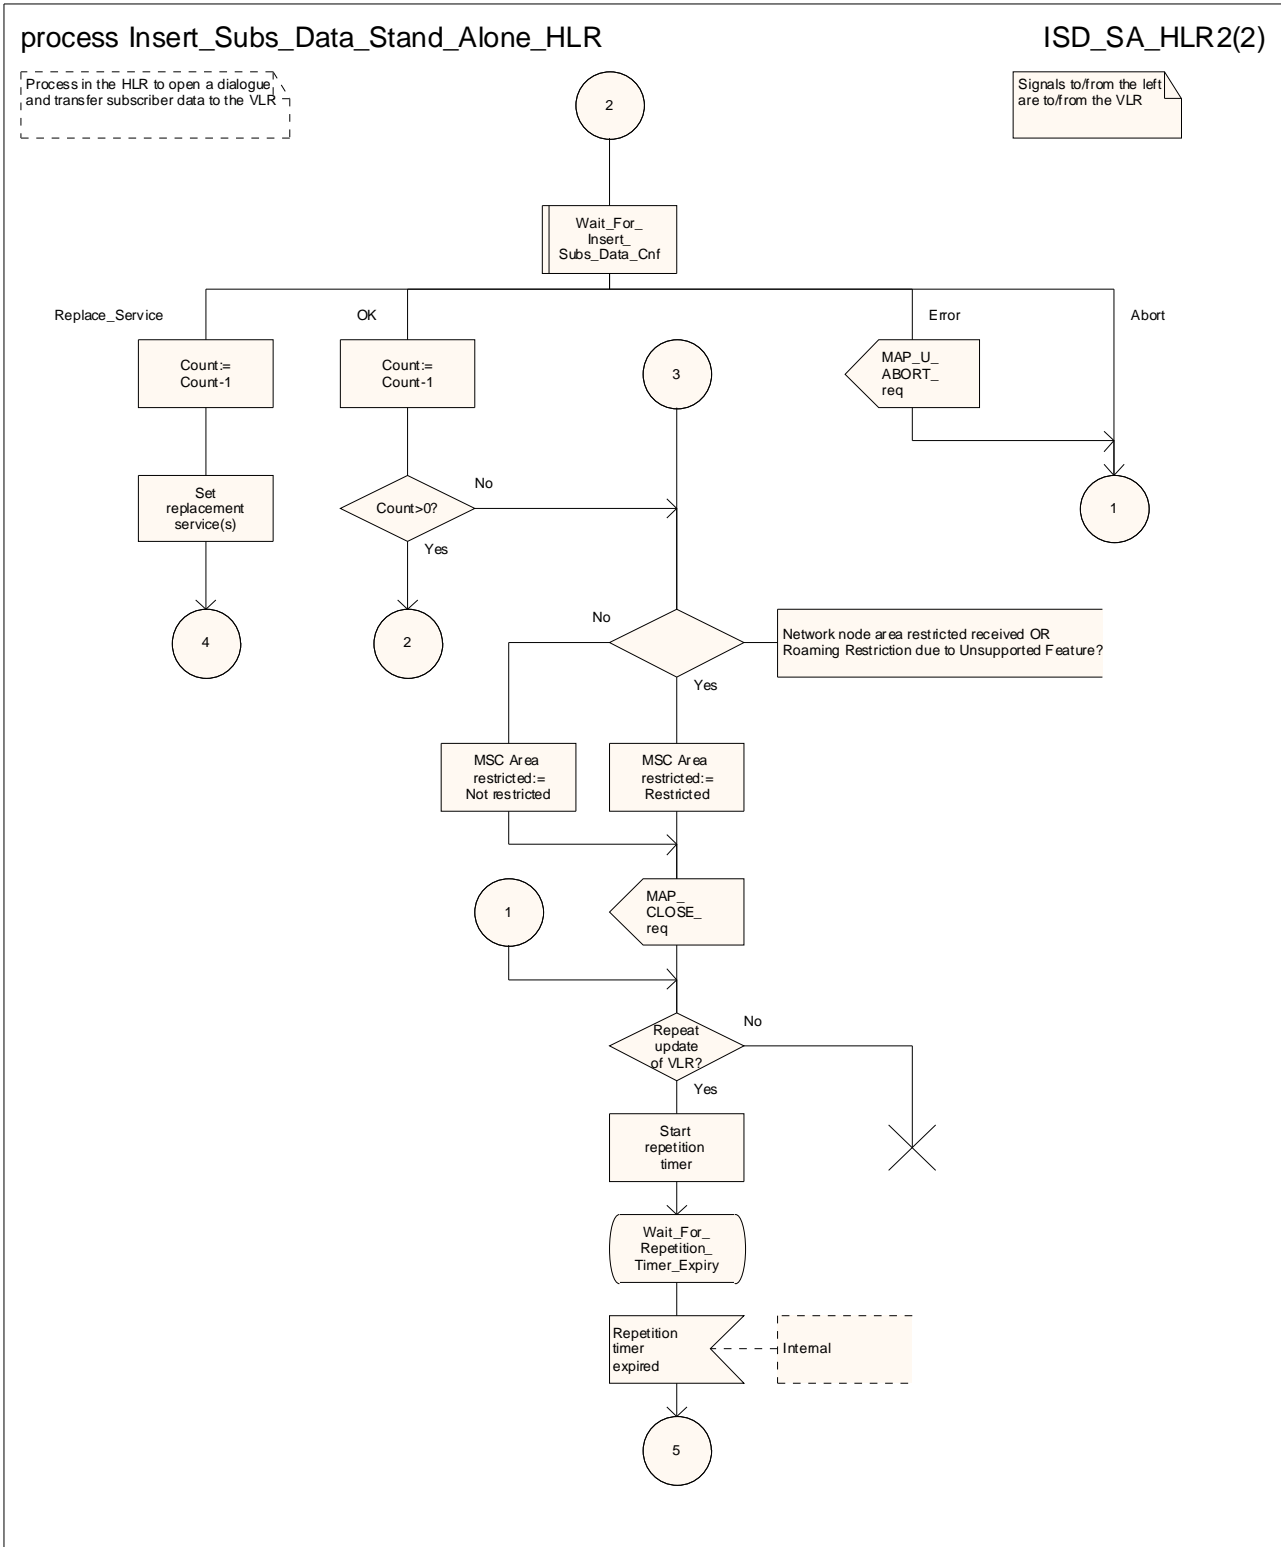 process Insert_Subs_Data_Stand_Alone_HLR
ISD_SA_HLR2(2)
Process in the HLR to open a dialogue
and transfer subscriber data to the VLR
2
Signals to/from the left
are to/from the VLR
Wait_For_
Insert_
Subs_Data_Cnf
Replace_Service
OK
Error
Abort
Count:=
Count-1
Count:=
Count-1
3
MAP_U_
ABORT_
req
Set
replacement
service(s)
Count>0?
No
Yes
1
4
2
No
Yes
Network node area restricted received OR
Roaming Restriction due to Unsupported Feature?
MSC Area
restricted:=
Not restricted
MSC Area
restricted:=
Restricted
1
MAP_
CLOSE_
req
Repeat
update
of VLR?
No
Yes
Start
repetition
timer
Wait_For_
Repetition_
Timer_Expiry
Repetition
timer
expired
Internal
5